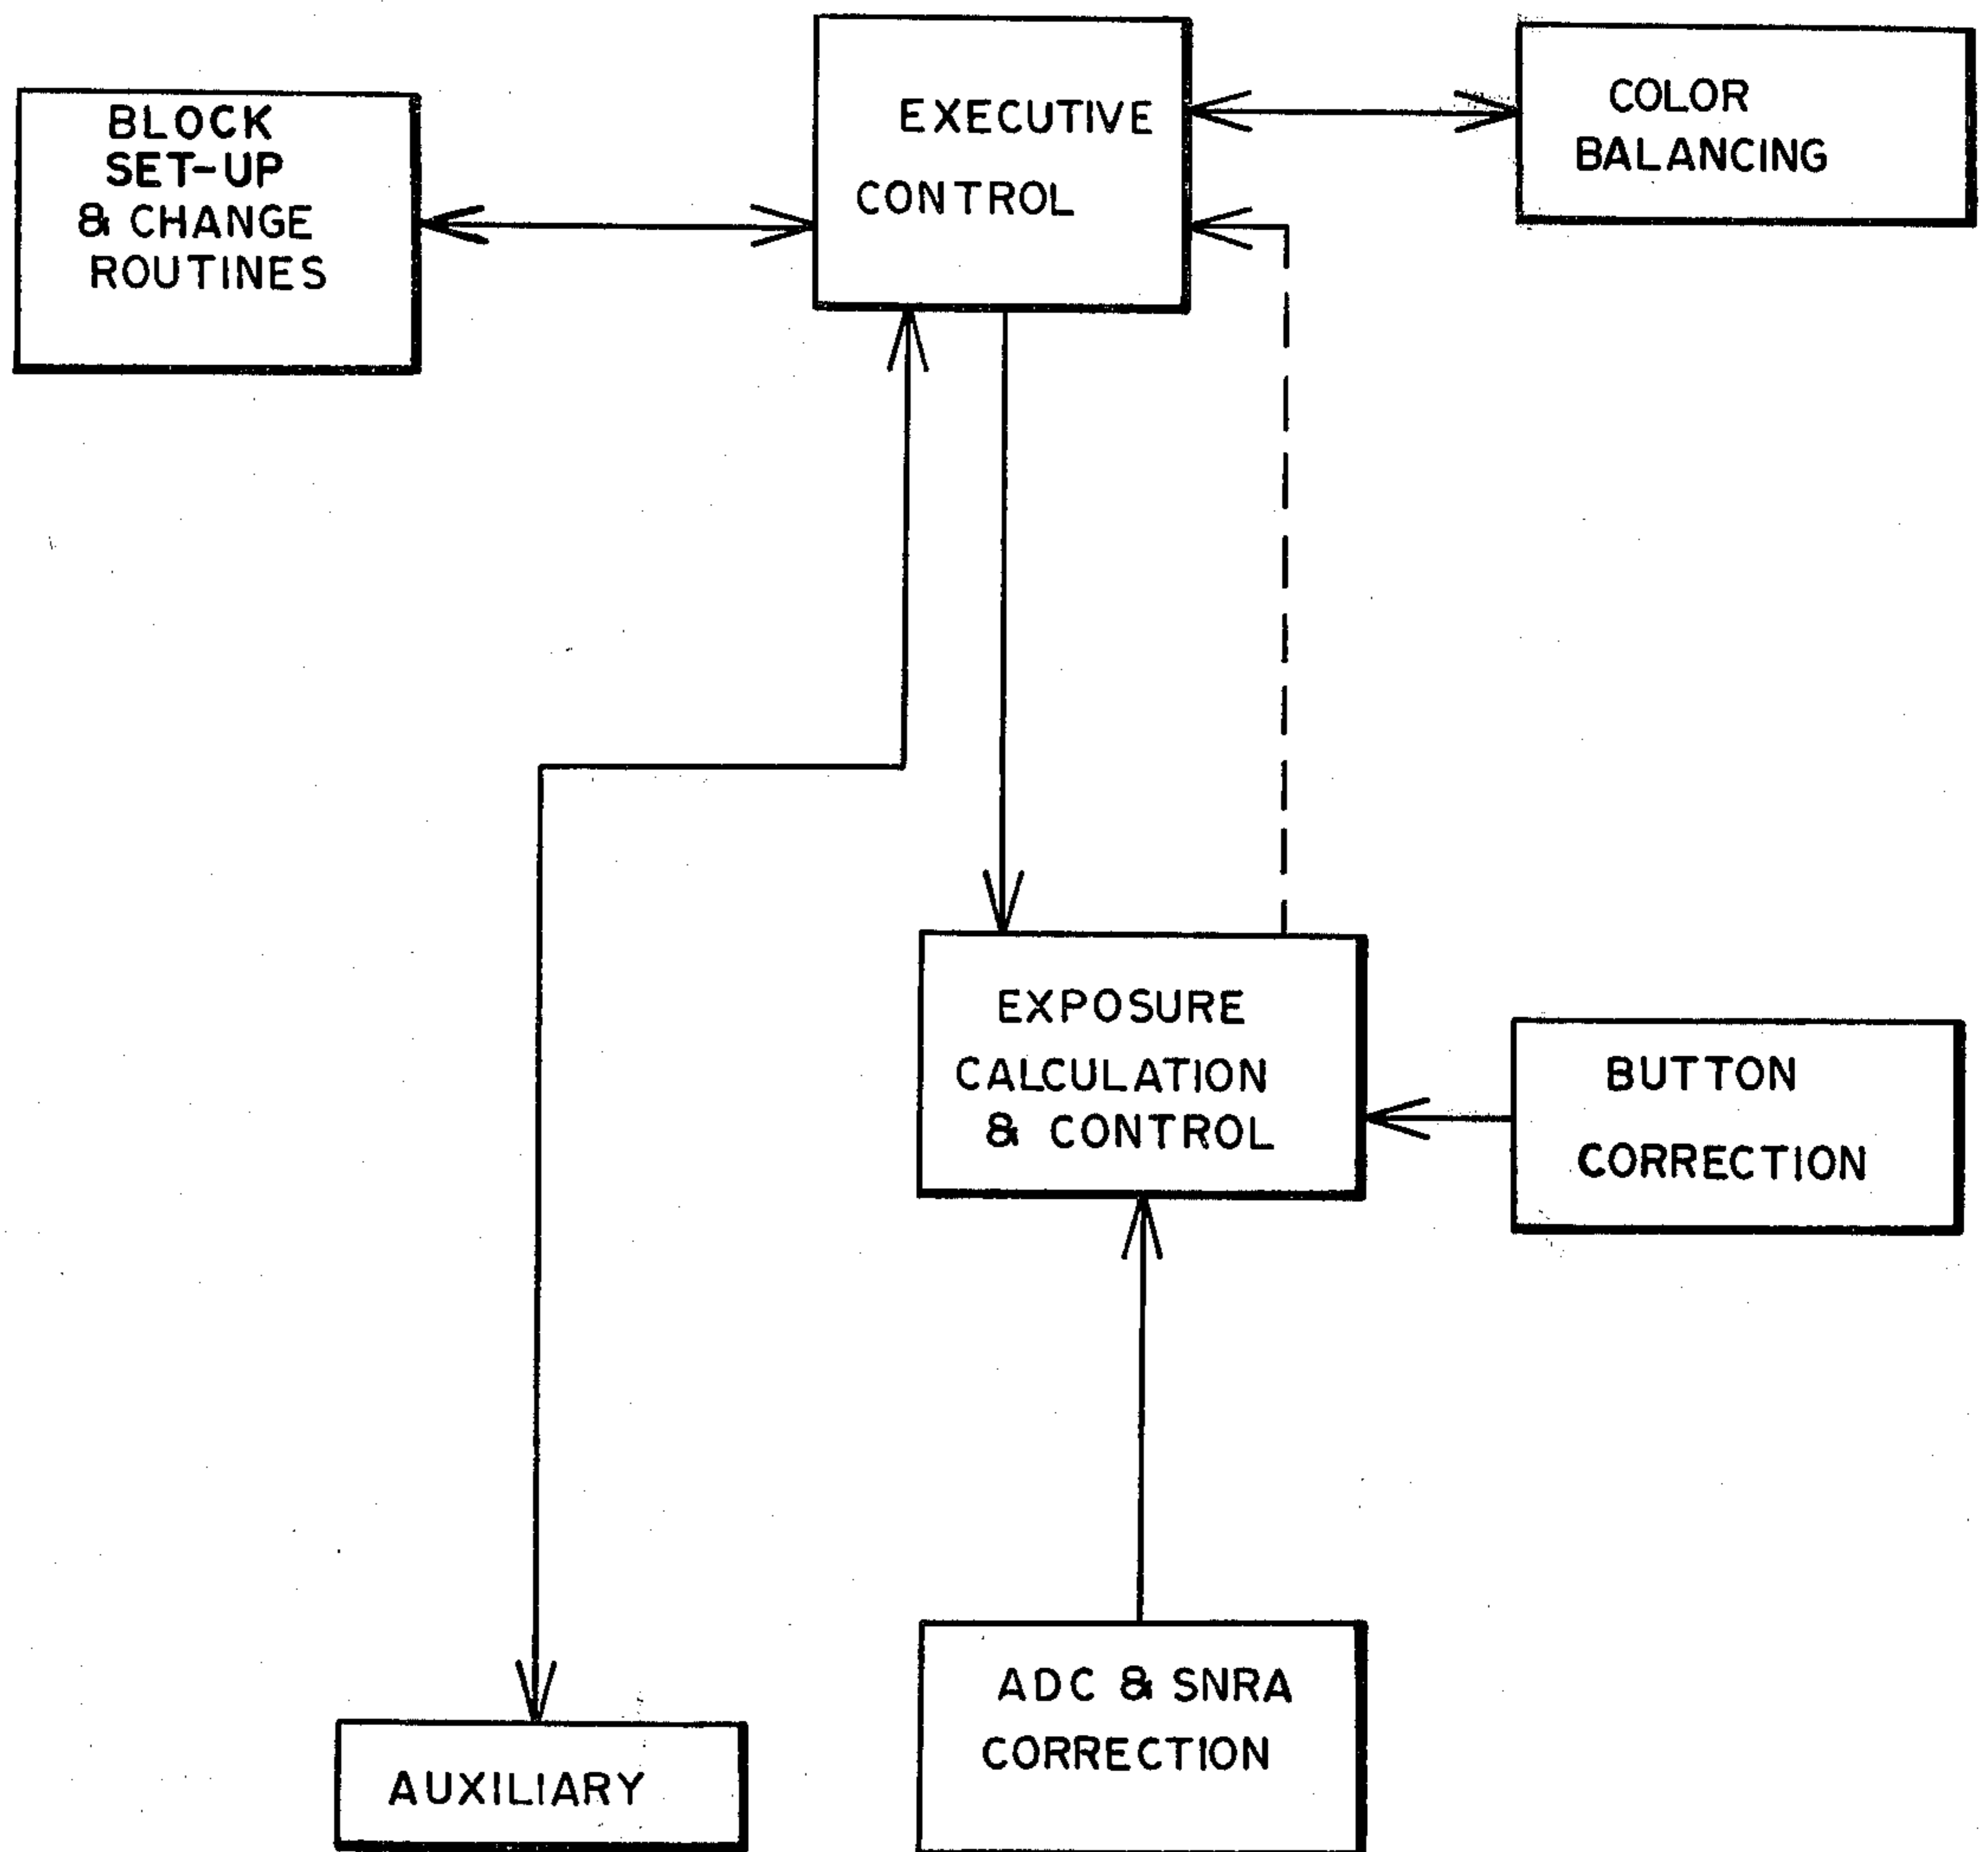 EXECUTIVE
CONTROL
COLOR
BALANCING
BLOCK
SET-UP
& CHANGE
ROUTINES
EXPOSURE
CALCULATION
& CONTROL
BUTTON
CORRECTION
ADC & SNRA
CORRECTION
AUXILIARY